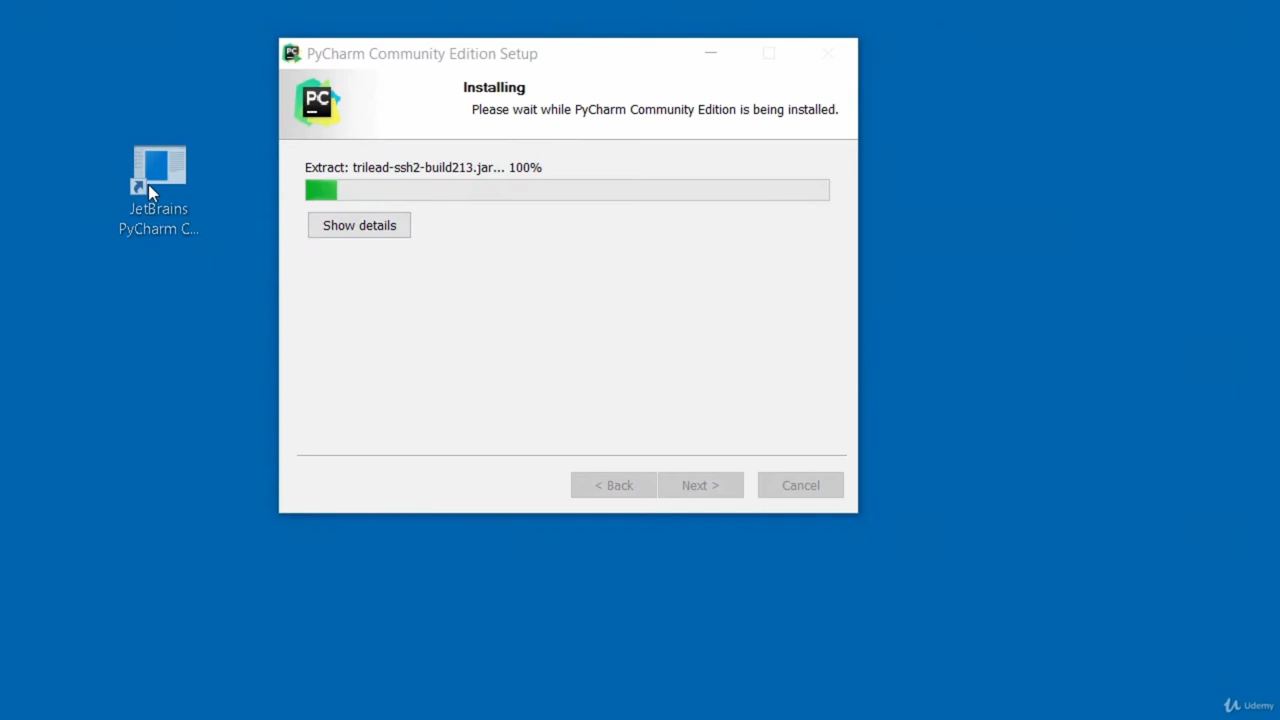 PC PyCharm Community Edition Setup
PC
Installing
Please wait while PyCharm Community Edition is being installed.
Extract: trilead-ssh2-build213.jar... 100%
Show details
JetBrains
PyCharm C...
< Back
Next >
Cancel
Udemy